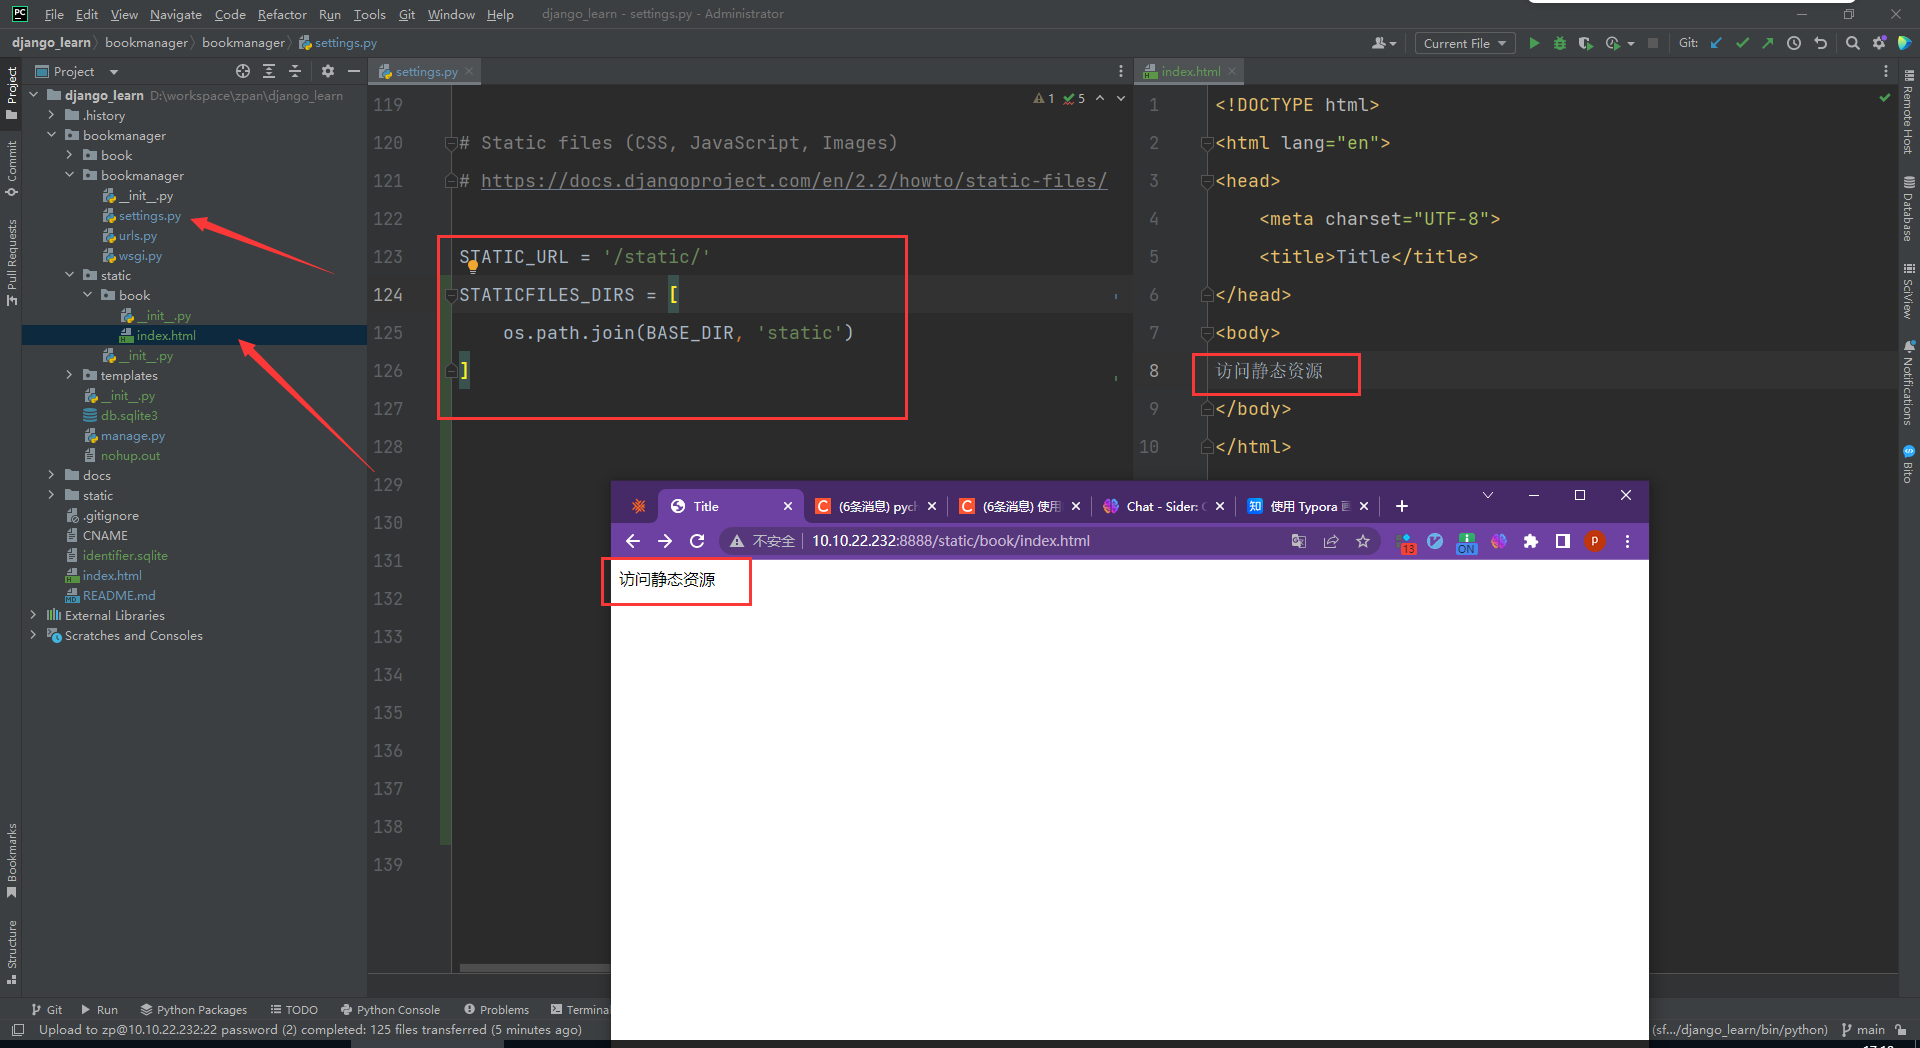 PC File Edit View Navigate Code Refactor Run Tools Git Window Help django_learn - settings.py - Administrator
django_learn bookmanager bookmanager settings.py Current File Git:
Project settings.py index.html
Project
Commit
Pull Requests
Bookmarks
Structure
django_learn D:\workspace\zpan\django_learn
.history
bookmanager
book
bookmanager
__init__.py
settings.py
urls.py
wsgi.py
static
book
__init__.py
index.html
__init__.py
templates
__init__.py
db.sqlite3
manage.py
nohup.out
docs
static
.gitignore
CNAME
identifier.sqlite
index.html
README.md
External Libraries
Scratches and Consoles
1 5
119
120 # Static files (CSS, JavaScript, Images)
121 # https://docs.djangoproject.com/en/2.2/howto/static-files/
122
123 STATIC_URL = '/static/'
124 STATICFILES_DIRS = [
125 os.path.join(BASE_DIR, 'static')
126 ]
127
128
129
130
131
132
133
134
135
136
137
138
139
1 <!DOCTYPE html>
2 <html lang="en">
3 <head>
4 <meta charset="UTF-8">
5 <title>Title</title>
6 </head>
7 <body>
8 访问静态资源
9 </body>
10 </html>
Remote Host
Database
SciView
Notifications
Bito
Title (6条消息) pych (6条消息) 使用 Chat - Sider: 知 使用 Typora
不安全 10.10.22.232:8888/static/book/index.html 13 ON p
访问静态资源
Git Run Python Packages TODO Python Console Problems Terminal
Upload to zp@10.10.22.232:22 password (2) completed: 125 files transferred (5 minutes ago) (sf.../django_learn/bin/python) main